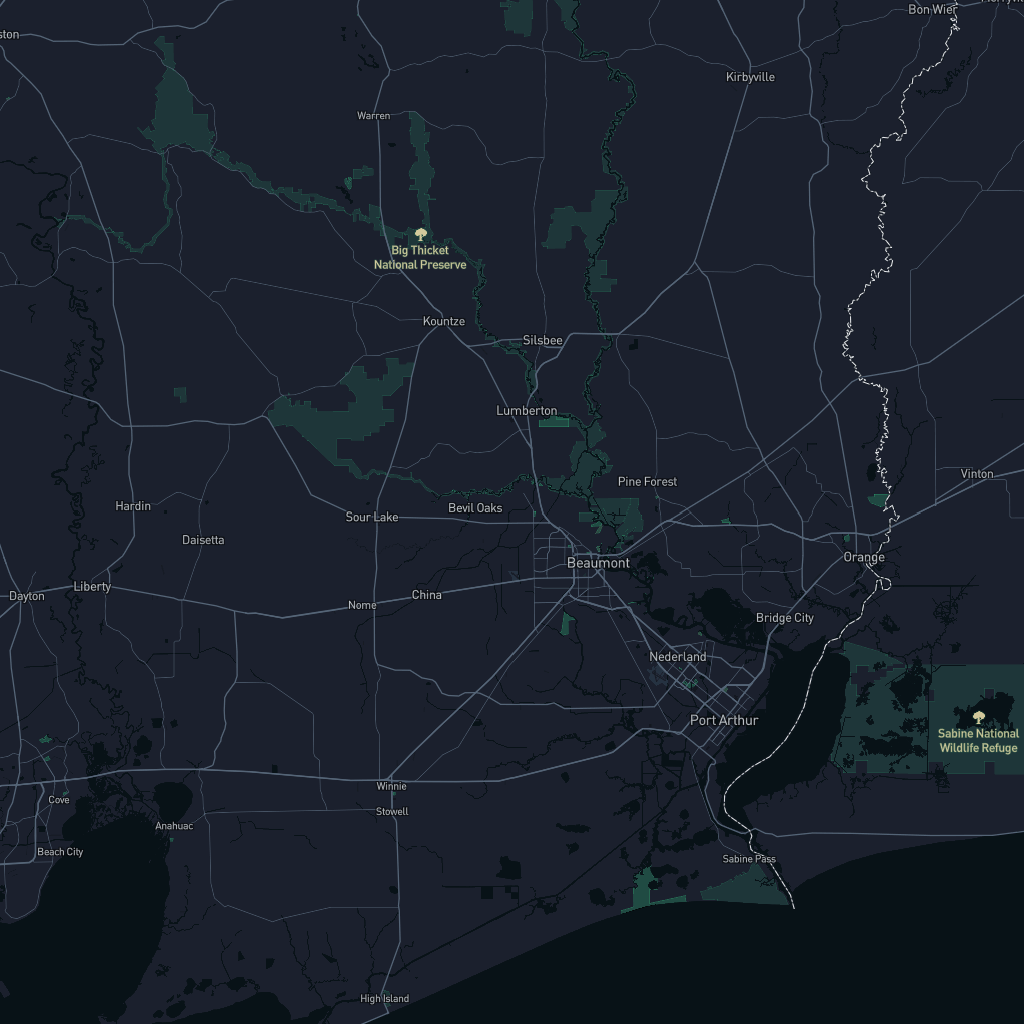 Bon Wier
Kirbyville
Warren
Big Thicket
National Preserve
Kountze
Silsbee
Lumberton
Vinton
Pine Forest
Hardin
Bevil Oaks
Sour Lake
Daisetta
Orange
Beaumont
Liberty
Dayton
China
Nome
Bridge City
Nederland
Port Arthur
Sabine National
Wildlife Refuge
Winnie
Cove
Stowell
Anahuac
Beach City
Sabine Pass
High Island